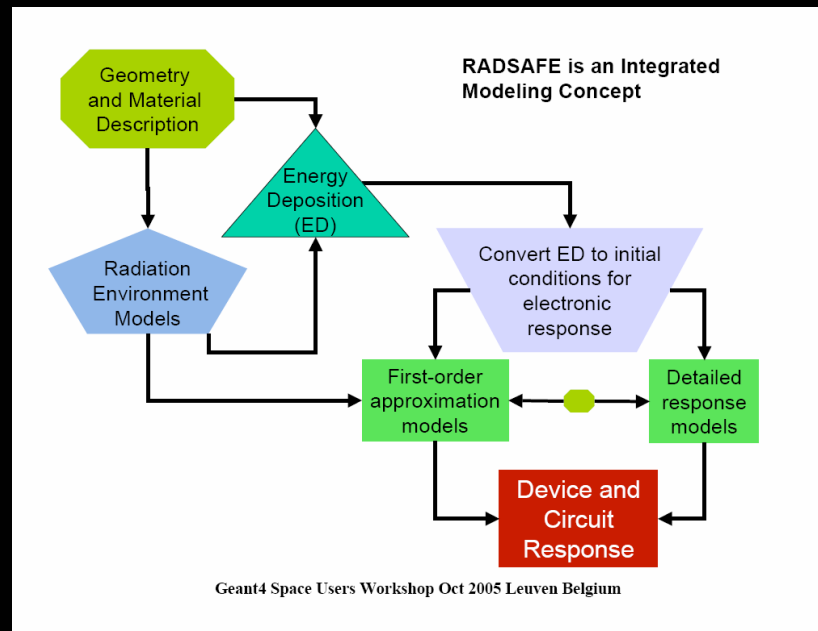 RADSAFE is an Integrated
Modeling Concept
Geometry
and Material
Description
Energy
Deposition
(ED)
Radiation
Environment
Models
Convert ED to initial
conditions for
electronic
response
First-order
approximation
models
Detailed
response
models
Device and
Circuit
Response
Geant4 Space Users Workshop Oct 2005 Leuven Belgium